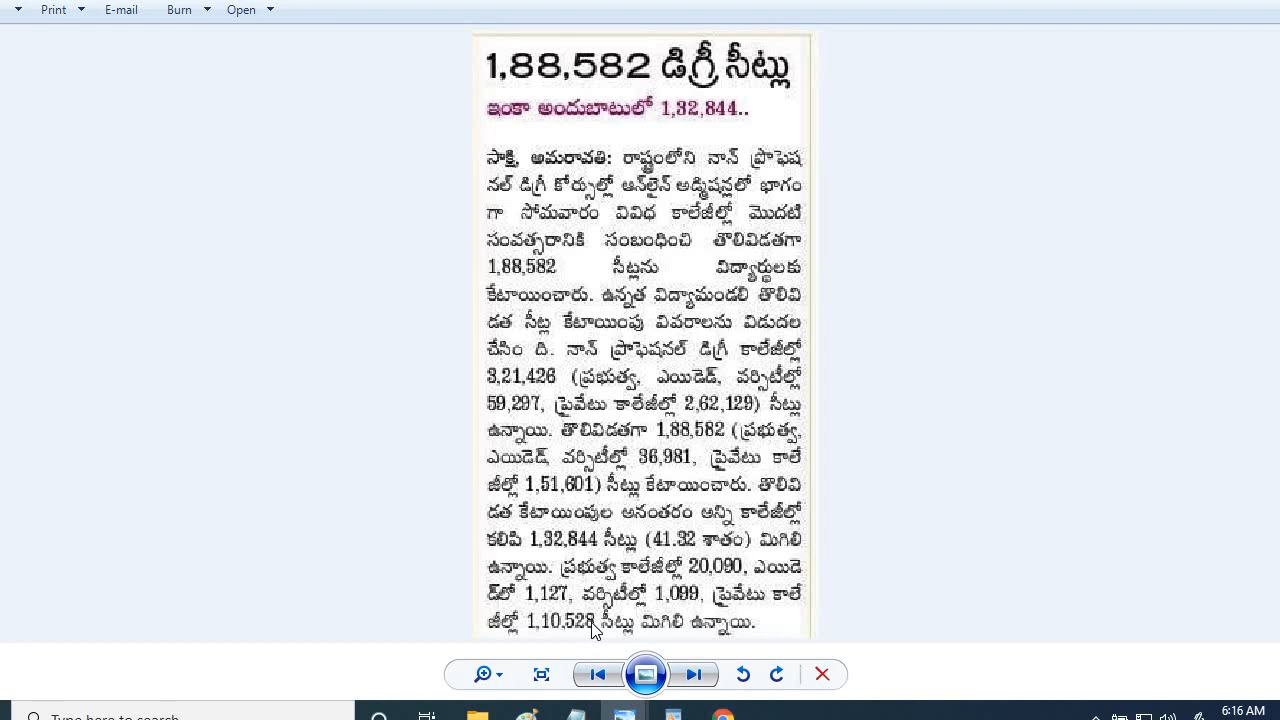 Print
E-mail
Burn
Open
1,88,582 డిగ్రీ సీట్లు
ఇంకా అందుబాటులో 1,32,844..
సాక్షి, అమరావతి: రాష్ట్రంలోని నాన్ ప్రొఫెష
నల్ డిగ్రీ కోర్సుల్లో ఆన్‌లైన్ అడ్మిషన్లలో భాగం
గా సోమవారం వివిధ కాలేజీల్లో మొదటి
సంవత్సరానికి సంబంధించి తొలివిడతగా
1,88,582 సీట్లను విద్యార్థులకు
కేటాయించారు. ఉన్నత విద్యామండలి తొలివి
డత సీట్ల కేటాయింపు వివరాలను విడుదల
చేసిం ది. నాన్ ప్రొఫెషనల్ డిగ్రీ కాలేజీల్లో
3,21,426 (ప్రభుత్వ, ఎయిడెడ్, వర్సిటీల్లో
59,297, ప్రైవేటు కాలేజీల్లో 2,62,129) సీట్లు
ఉన్నాయి. తొలివిడతగా 1,88,582 (ప్రభుత్వ,
ఎయిడెడ్, వర్సిటీల్లో 36,981, ప్రైవేటు కాలే
జీల్లో 1,51,601) సీట్లు కేటాయించారు. తొలివి
డత కేటాయింపుల అనంతరం అన్ని కాలేజీల్లో
కలిపి 1,32,844 సీట్లు (41.32 శాతం) మిగిలి
ఉన్నాయి. ప్రభుత్వ కాలేజీల్లో 20,090, ఎయిడె
డ్‌లో 1,127, వర్సిటీల్లో 1,099, ప్రైవేటు కాలే
జీల్లో 1,10,528 సీట్లు మిగిలి ఉన్నాయి.
Type here to search
6:16 AM